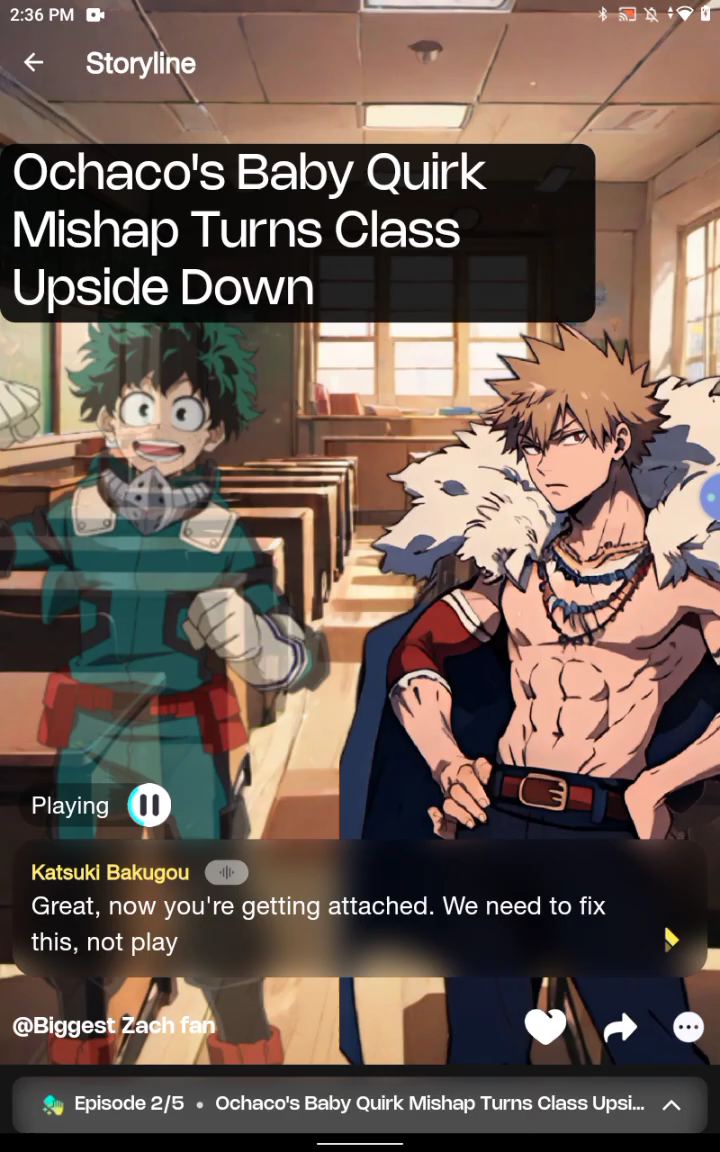 2:36 PM
Storyline
Ochaco's Baby Quirk
Mishap Turns Class
Upside Down
Playing
Katsuki Bakugou
Great, now you're getting attached. We need to fix
this, not play
@Biggest Zach fan
Episode 2/5 • Ochaco's Baby Quirk Mishap Turns Class Upsi...